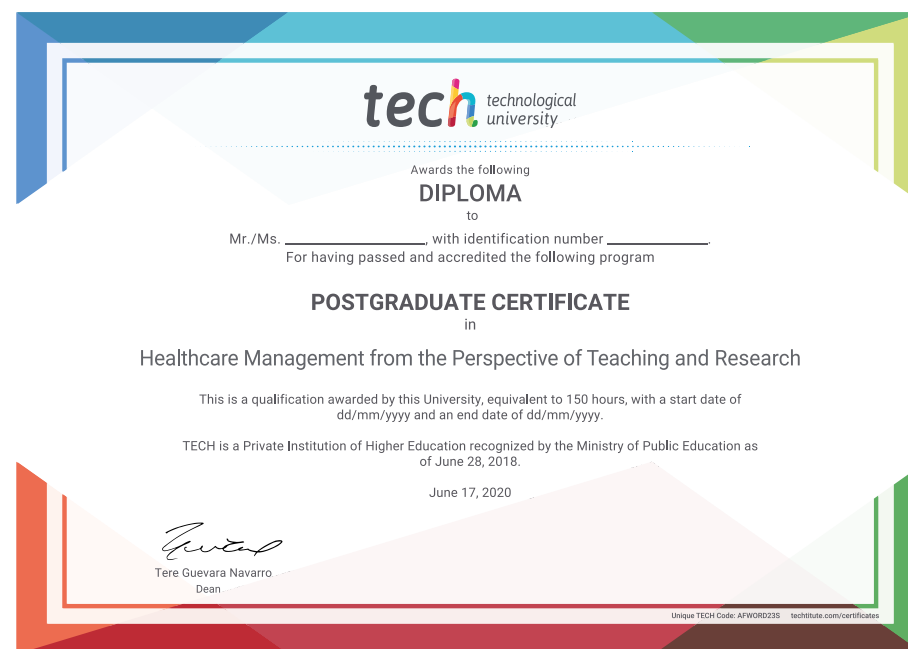 tech technological
university
Awards the following
DIPLOMA
to
Mr./Ms. ________________, with identification number ____________.
For having passed and accredited the following program
POSTGRADUATE CERTIFICATE
in
Healthcare Management from the Perspective of Teaching and Research
This is a qualification awarded by this University, equivalent to 150 hours, with a start date of
dd/mm/yyyy and an end date of dd/mm/yyyy.
TECH is a Private Institution of Higher Education recognized by the Ministry of Public Education as
of June 28, 2018.
June 17, 2020
Tere Guevara Navarro
Dean
Unique TECH Code: AFWORD23S techtitute.com/certificates